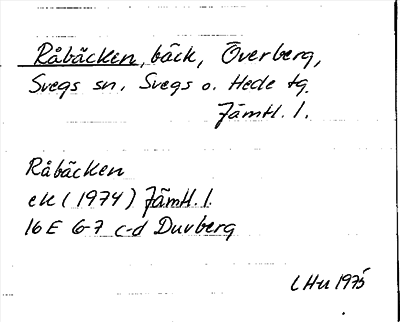 Råbäcken, bäck, Överberg,
Svegs sn. Svegs o. Hede tg.
Jämtl. l.
Råbäcken
ek (1974) Jämtl. l.
16 E 6-7 c-d Duvberg
LHu 1975